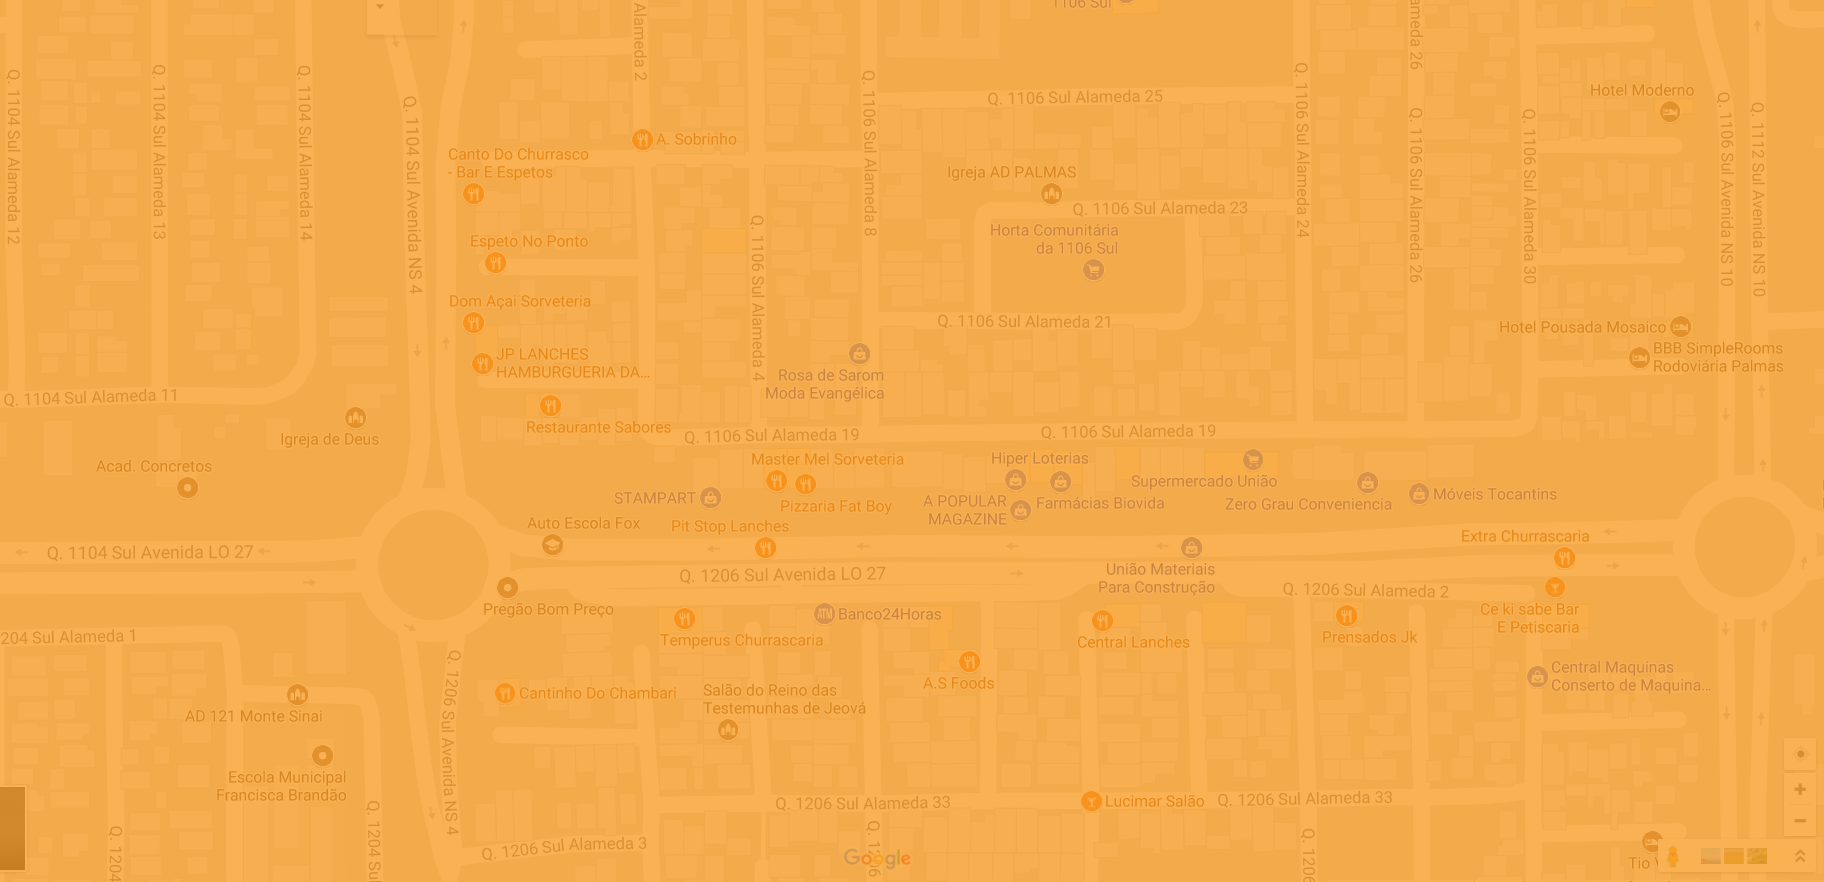 1106 Sul
Alameda 2
Alameda 26
Q. 1104 Sul Alameda 12
Q. 1104 Sul Alameda 13
Q. 1104 Sul Alameda 14
Q. 1104 Sul Avenida NS 4
Q. 1106 Sul Alameda 8
Q. 1106 Sul Alameda 25
Q. 1106 Sul Alameda 24
Q. 1106 Sul Alameda 26
Q. 1106 Sul Alameda 30
Hotel Moderno
Q. 1106 Sul Avenida NS 10
Q. 1112 Sul Avenida NS 10
A. Sobrinho
Canto Do Churrasco
- Bar E Espetos
Igreja AD PALMAS
Q. 1106 Sul Alameda 23
Horta Comunitária
da 1106 Sul
Espeto No Ponto
Q. 1106 Sul Alameda 4
Dom Açai Sorveteria
Q. 1106 Sul Alameda 21
Hotel Pousada Mosaico
BBB SimpleRooms
Rodoviária Palmas
JP LANCHES
HAMBURGUERIA DA...
Rosa de Sarom
Moda Evangélica
Q. 1104 Sul Alameda 11
Igreja de Deus
Restaurante Sabores
Q. 1106 Sul Alameda 19
Q. 1106 Sul Alameda 19
Acad. Concretos
Master Mel Sorveteria
Hiper Loterias
Supermercado União
STAMPART
Pizzaria Fat Boy
A POPULAR
MAGAZINE
Farmácias Biovida
Zero Grau Conveniencia
Móveis Tocantins
Auto Escola Fox
Pit Stop Lanches
Extra Churrascaria
Q. 1104 Sul Avenida LO 27
Q. 1206 Sul Avenida LO 27
União Materiais
Para Construção
Q. 1206 Sul Alameda 2
Pregão Bom Preço
Banco24Horas
ATM
Ce ki sabe Bar
E Petiscaria
204 Sul Alameda 1
Temperus Churrascaria
Central Lanches
Prensados Jk
Q. 1206 Sul Avenida NS 4
A.S Foods
Central Maquinas
Conserto de Maquina...
Cantinho Do Chambari
Salão do Reino das
Testemunhas de Jeová
AD 121 Monte Sinai
Escola Municipal
Francisca Brandão
Q. 1206 Sul Alameda 33
Lucimar Salão
Q. 1206 Sul Alameda 33
Q. 1204
Q. 1204 Sul
Q. 1206 Sul Alameda 3
Q. 1206
Q. 1206
Google
Tio